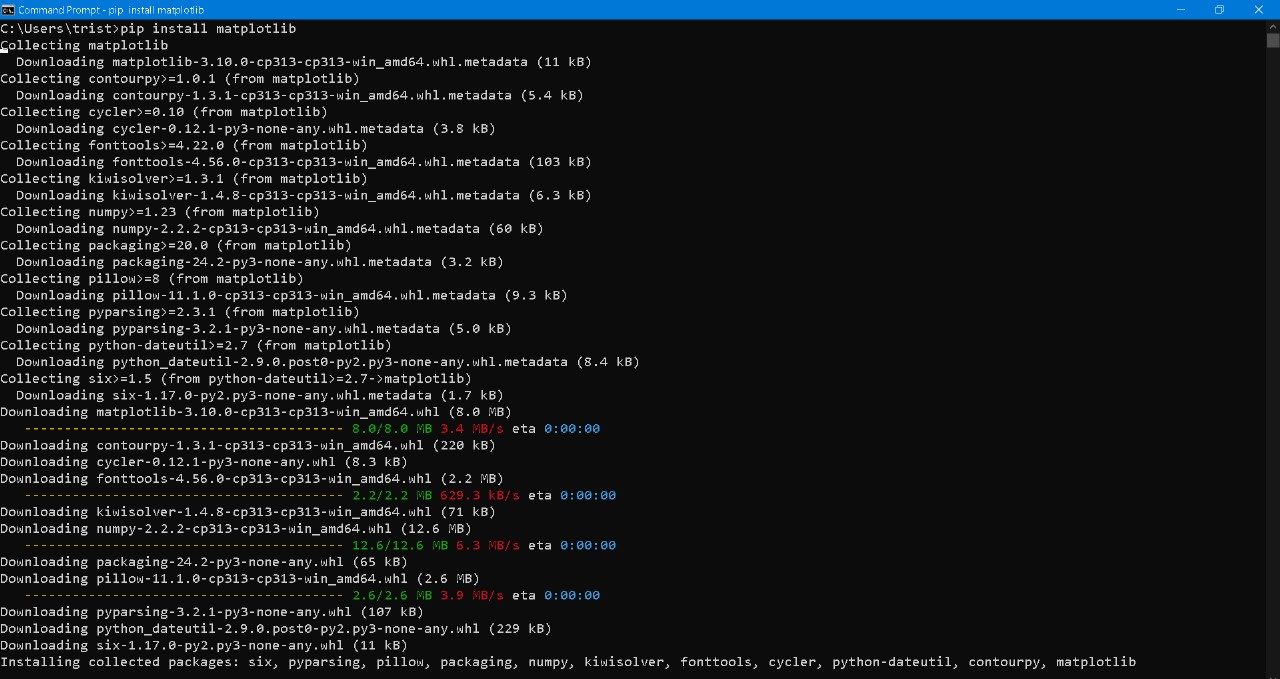 Command Prompt - pip install matplotlib
C:\Users\trist>pip install matplotlib
Collecting matplotlib
  Downloading matplotlib-3.10.0-cp313-cp313-win_amd64.whl.metadata (11 kB)
Collecting contourpy>=1.0.1 (from matplotlib)
  Downloading contourpy-1.3.1-cp313-cp313-win_amd64.whl.metadata (5.4 kB)
Collecting cycler>=0.10 (from matplotlib)
  Downloading cycler-0.12.1-py3-none-any.whl.metadata (3.8 kB)
Collecting fonttools>=4.22.0 (from matplotlib)
  Downloading fonttools-4.56.0-cp313-cp313-win_amd64.whl.metadata (103 kB)
Collecting kiwisolver>=1.3.1 (from matplotlib)
  Downloading kiwisolver-1.4.8-cp313-cp313-win_amd64.whl.metadata (6.3 kB)
Collecting numpy>=1.23 (from matplotlib)
  Downloading numpy-2.2.2-cp313-cp313-win_amd64.whl.metadata (60 kB)
Collecting packaging>=20.0 (from matplotlib)
  Downloading packaging-24.2-py3-none-any.whl.metadata (3.2 kB)
Collecting pillow>=8 (from matplotlib)
  Downloading pillow-11.1.0-cp313-cp313-win_amd64.whl.metadata (9.3 kB)
Collecting pyparsing>=2.3.1 (from matplotlib)
  Downloading pyparsing-3.2.1-py3-none-any.whl.metadata (5.0 kB)
Collecting python-dateutil>=2.7 (from matplotlib)
  Downloading python_dateutil-2.9.0.post0-py2.py3-none-any.whl.metadata (8.4 kB)
Collecting six>=1.5 (from python-dateutil>=2.7->matplotlib)
  Downloading six-1.17.0-py2.py3-none-any.whl.metadata (1.7 kB)
Downloading matplotlib-3.10.0-cp313-cp313-win_amd64.whl (8.0 MB)
   ---------------------------------------- 8.0/8.0 MB 3.4 MB/s eta 0:00:00
Downloading contourpy-1.3.1-cp313-cp313-win_amd64.whl (220 kB)
Downloading cycler-0.12.1-py3-none-any.whl (8.3 kB)
Downloading fonttools-4.56.0-cp313-cp313-win_amd64.whl (2.2 MB)
   ---------------------------------------- 2.2/2.2 MB 629.3 kB/s eta 0:00:00
Downloading kiwisolver-1.4.8-cp313-cp313-win_amd64.whl (71 kB)
Downloading numpy-2.2.2-cp313-cp313-win_amd64.whl (12.6 MB)
   ---------------------------------------- 12.6/12.6 MB 6.3 MB/s eta 0:00:00
Downloading packaging-24.2-py3-none-any.whl (65 kB)
Downloading pillow-11.1.0-cp313-cp313-win_amd64.whl (2.6 MB)
   ---------------------------------------- 2.6/2.6 MB 3.9 MB/s eta 0:00:00
Downloading pyparsing-3.2.1-py3-none-any.whl (107 kB)
Downloading python_dateutil-2.9.0.post0-py2.py3-none-any.whl (229 kB)
Downloading six-1.17.0-py2.py3-none-any.whl (11 kB)
Installing collected packages: six, pyparsing, pillow, packaging, numpy, kiwisolver, fonttools, cycler, python-dateutil, contourpy, matplotlib